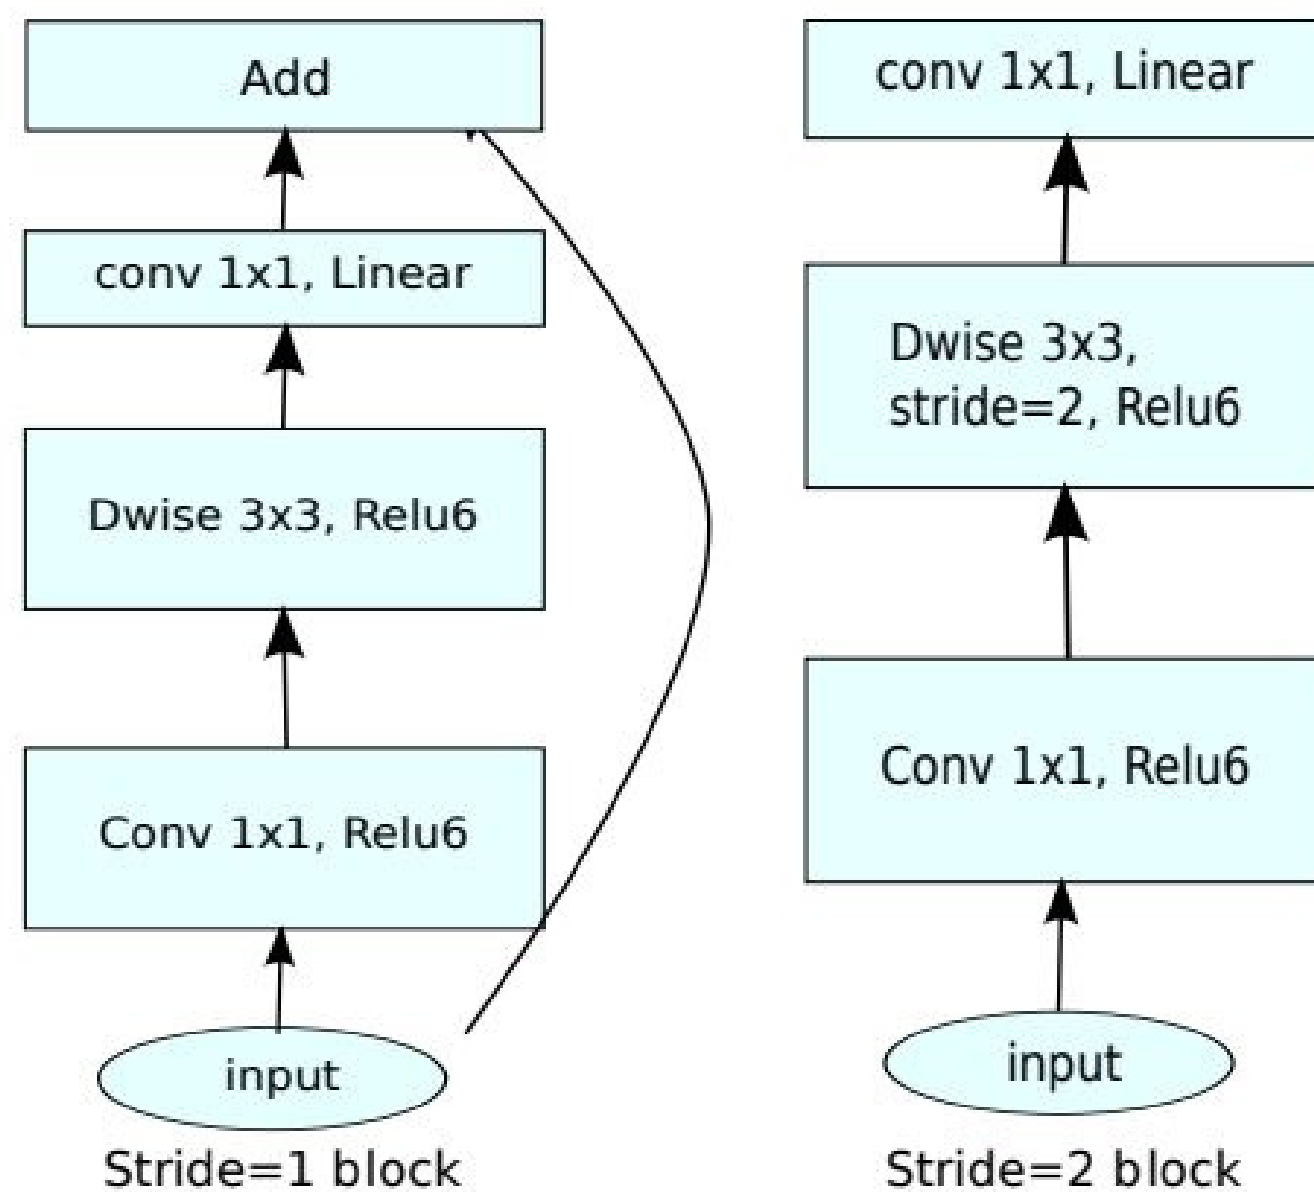 Add
conv 1x1, Linear
Dwise 3x3, Relu6
Conv 1x1, Relu6
input
Stride=1 block
conv 1x1, Linear
Dwise 3x3,
stride=2, Relu6
Conv 1x1, Relu6
input
Stride=2 block